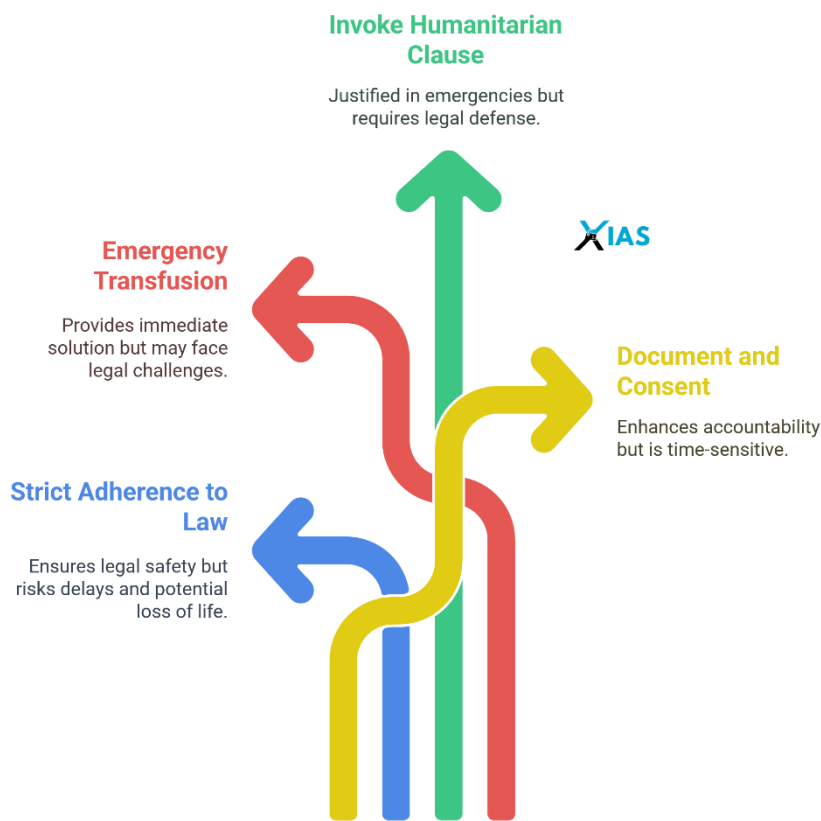 Invoke Humanitarian
Clause
Justified in emergencies but
requires legal defense.
XIAS
Emergency
Transfusion
Provides immediate
solution but may face
legal challenges.
Document and
Consent
Enhances accountability
but is time-sensitive.
Strict Adherence to
Law
Ensures legal safety but
risks delays and potential
loss of life.